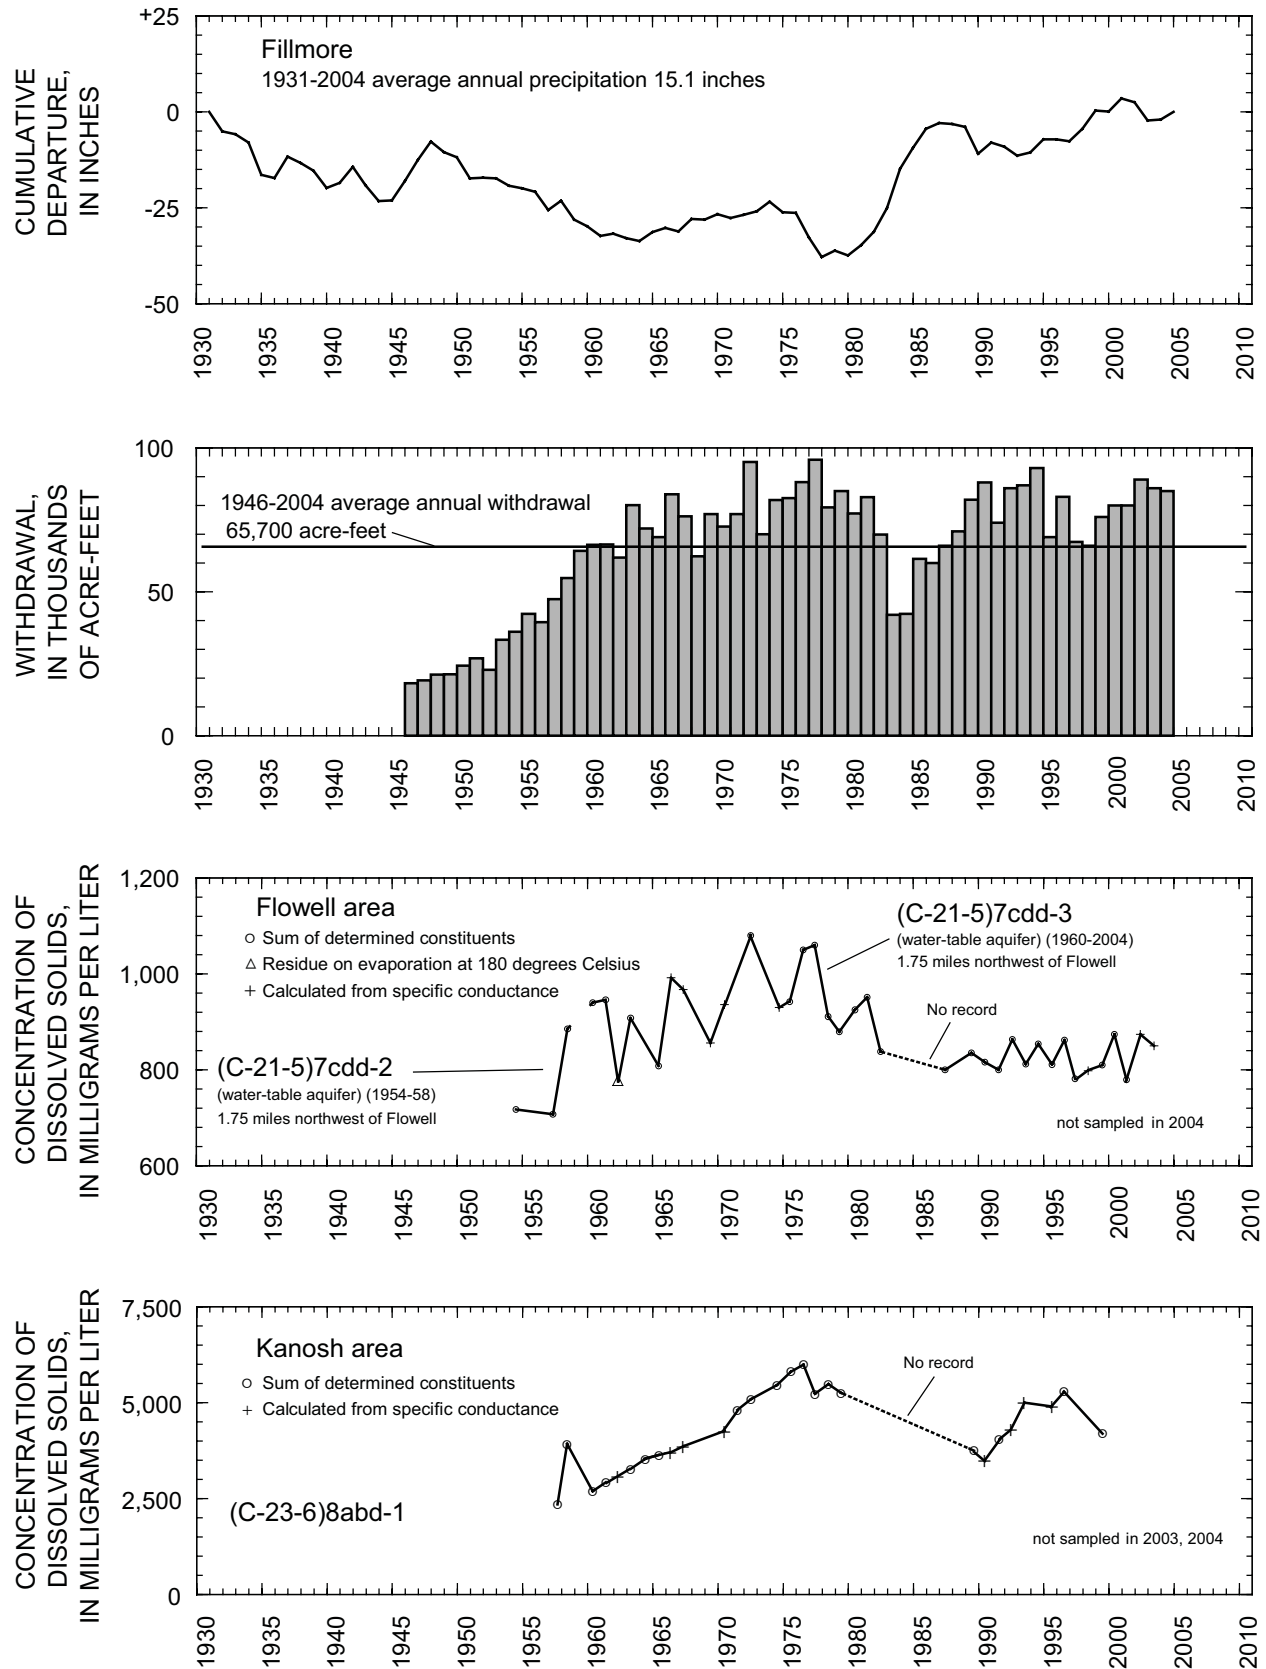 CUMULATIVE
DEPARTURE,
IN INCHES
+25
0
-25
-50
Fillmore
1931-2004 average annual precipitation 15.1 inches
1930
1935
1940
1945
1950
1955
1960
1965
1970
1975
1980
1985
1990
1995
2000
2005
2010
WITHDRAWAL,
IN THOUSANDS
OF ACRE-FEET
100
50
0
1946-2004 average annual withdrawal
65,700 acre-feet
1930
1935
1940
1945
1950
1955
1960
1965
1970
1975
1980
1985
1990
1995
2000
2005
2010
CONCENTRATION OF
DISSOLVED SOLIDS,
IN MILLIGRAMS PER LITER
1,200
1,000
800
600
Flowell area
Sum of determined constituents
Residue on evaporation at 180 degrees Celsius
Calculated from specific conductance
(C-21-5)7cdd-2
(water-table aquifer) (1954-58)
1.75 miles northwest of Flowell
(C-21-5)7cdd-3
(water-table aquifer) (1960-2004)
1.75 miles northwest of Flowell
No record
not sampled in 2004
1930
1935
1940
1945
1950
1955
1960
1965
1970
1975
1980
1985
1990
1995
2000
2005
2010
CONCENTRATION OF
DISSOLVED SOLIDS,
IN MILLIGRAMS PER LITER
7,500
5,000
2,500
0
Kanosh area
Sum of determined constituents
Calculated from specific conductance
(C-23-6)8abd-1
No record
not sampled in 2003, 2004
1930
1935
1940
1945
1950
1955
1960
1965
1970
1975
1980
1985
1990
1995
2000
2005
2010